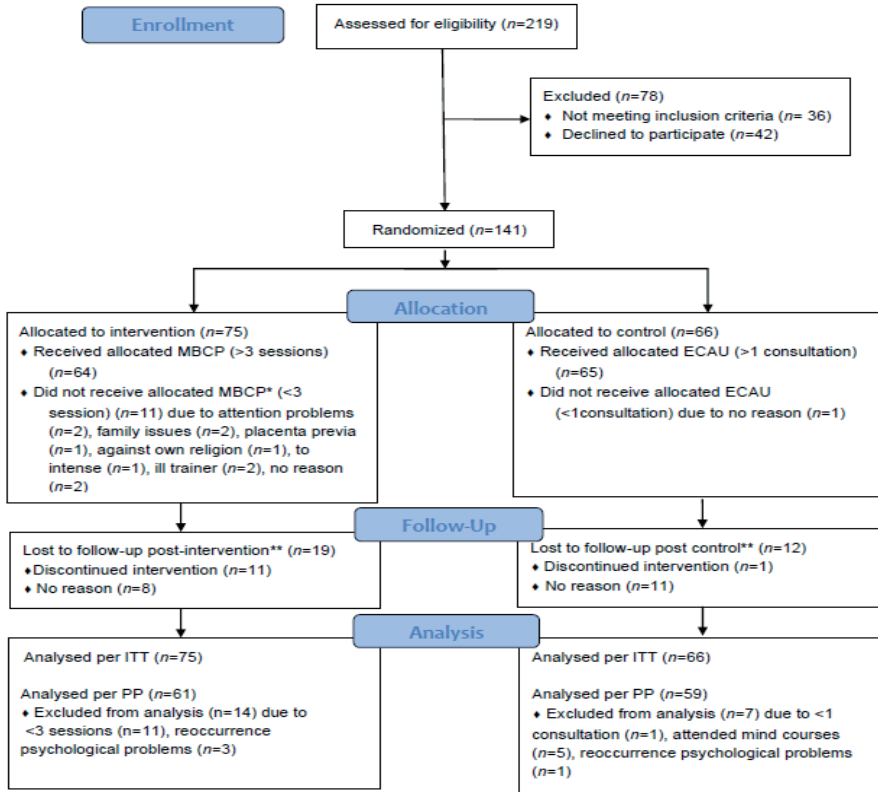 Enrollment
Assessed for eligibility (n=219)
Excluded (n=78)
♦ Not meeting inclusion criteria (n= 36)
♦ Declined to participate (n=42)
Randomized (n=141)
Allocation
Allocated to intervention (n=75)
♦ Received allocated MBCP (>3 sessions)
(n=64)
♦ Did not receive allocated MBCP* (<3
session) (n=11) due to attention problems
(n=2), family issues (n=2), placenta previa
(n=1), against own religion (n=1), to
intense (n=1), ill trainer (n=2), no reason
(n=2)
Allocated to control (n=66)
♦ Received allocated ECAU (>1 consultation)
(n=65)
♦ Did not receive allocated ECAU
(<1consultation) due to no reason (n=1)
Follow-Up
Lost to follow-up post-intervention** (n=19)
♦Discontinued intervention (n=11)
♦ No reason (n=8)
Lost to follow-up post control** (n=12)
♦ Discontinued intervention (n=1)
♦ No reason (n=11)
Analysis
Analysed per ITT (n=75)
Analysed per PP (n=61)
♦ Excluded from analysis (n=14) due to
<3 sessions (n=11), reoccurrence
psychological problems (n=3)
Analysed per ITT (n=66)
Analysed per PP (n=59)
♦ Excluded from analysis (n=7) due to <1
consultation (n=1), attended mind courses
(n=5), reoccurrence psychological problems
(n=1)